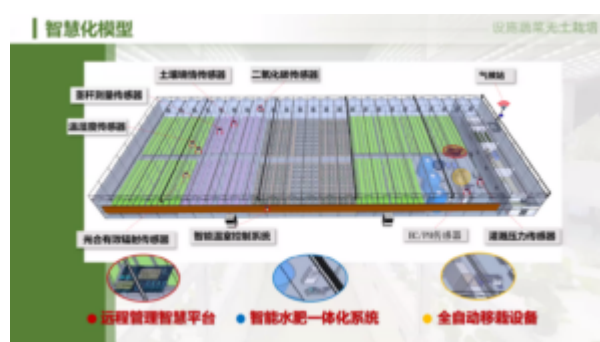 智慧化模型
设施蔬菜无土栽培
土壤墒情传感器
二氧化碳传感器
气象站
茎秆测量传感器
温湿度传感器
光合有效辐射传感器
智能温室控制系统
EC/PH传感器
灌溉压力传感器
远程管理智慧平台
智能水肥一体化系统
全自动移栽设备